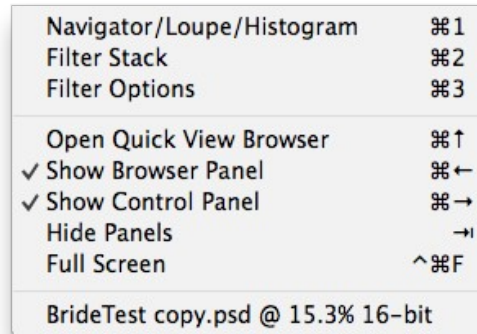 Navigator/Loupe/Histogram ⌘1
Filter Stack ⌘2
Filter Options ⌘3
Open Quick View Browser ⌘↑
✓ Show Browser Panel ⌘←
✓ Show Control Panel ⌘→
Hide Panels ⇥
Full Screen ^⌘F
BrideTest copy.psd @ 15.3% 16-bit